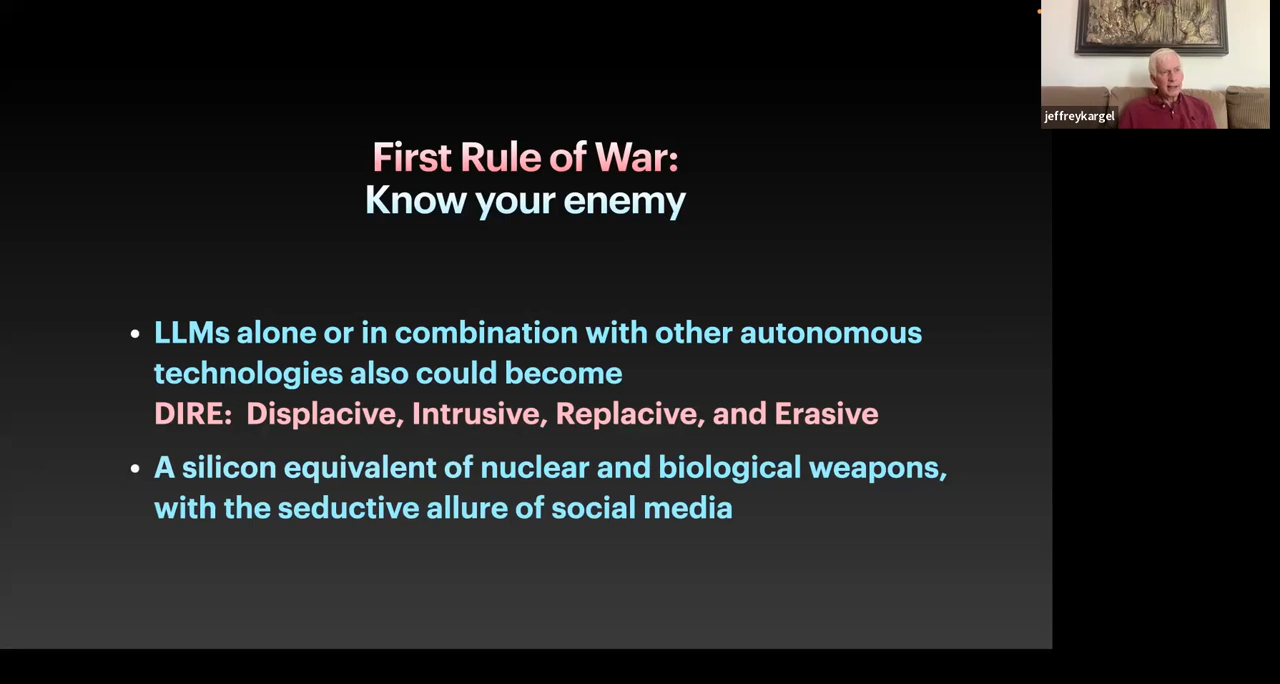 First Rule of War:
Know your enemy
• LLMs alone or in combination with other autonomous
technologies also could become
DIRE: Displacive, Intrusive, Replacive, and Erasive
• A silicon equivalent of nuclear and biological weapons,
with the seductive allure of social media
jeffreykargel